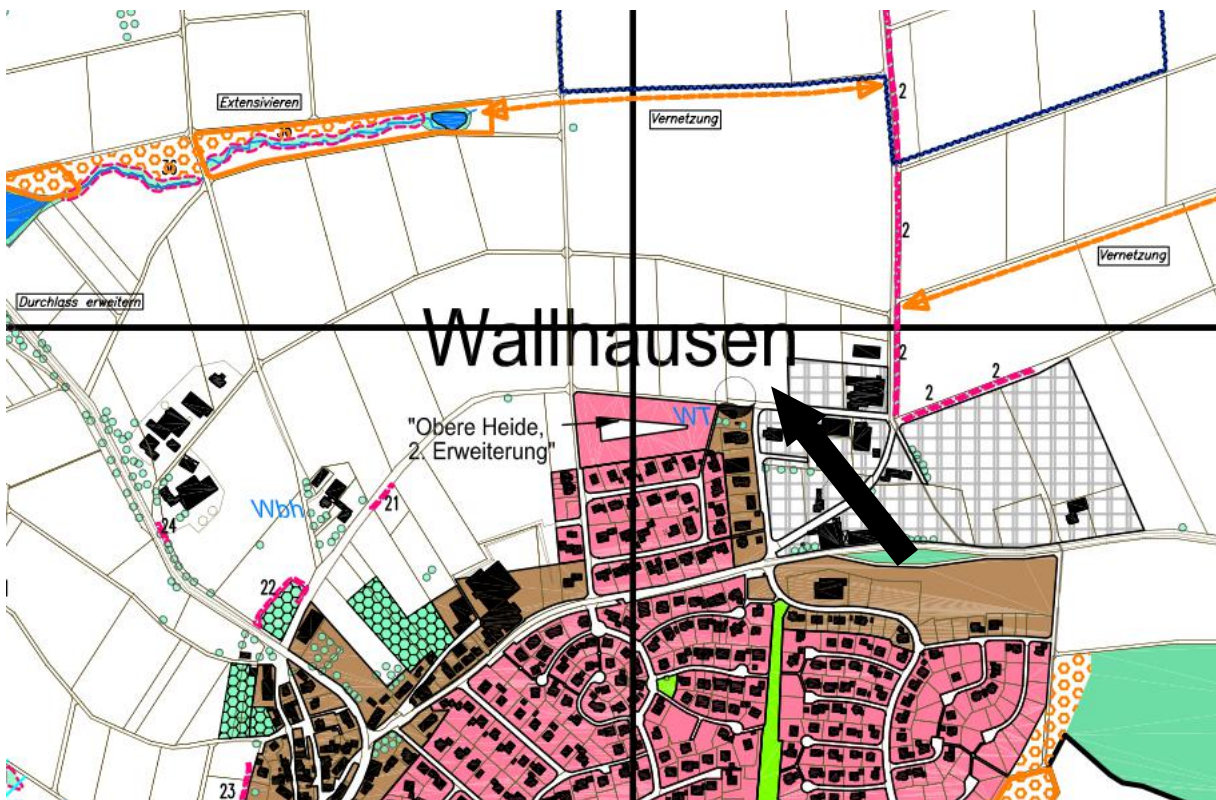 Extensivieren
2
Vernetzung
36
36
2
Vernetzung
Durchlass erweitern
Wallhausen
2
2
2
"Obere Heide,
2. Erweiterung"
WT
21
Wbh
24
22
23